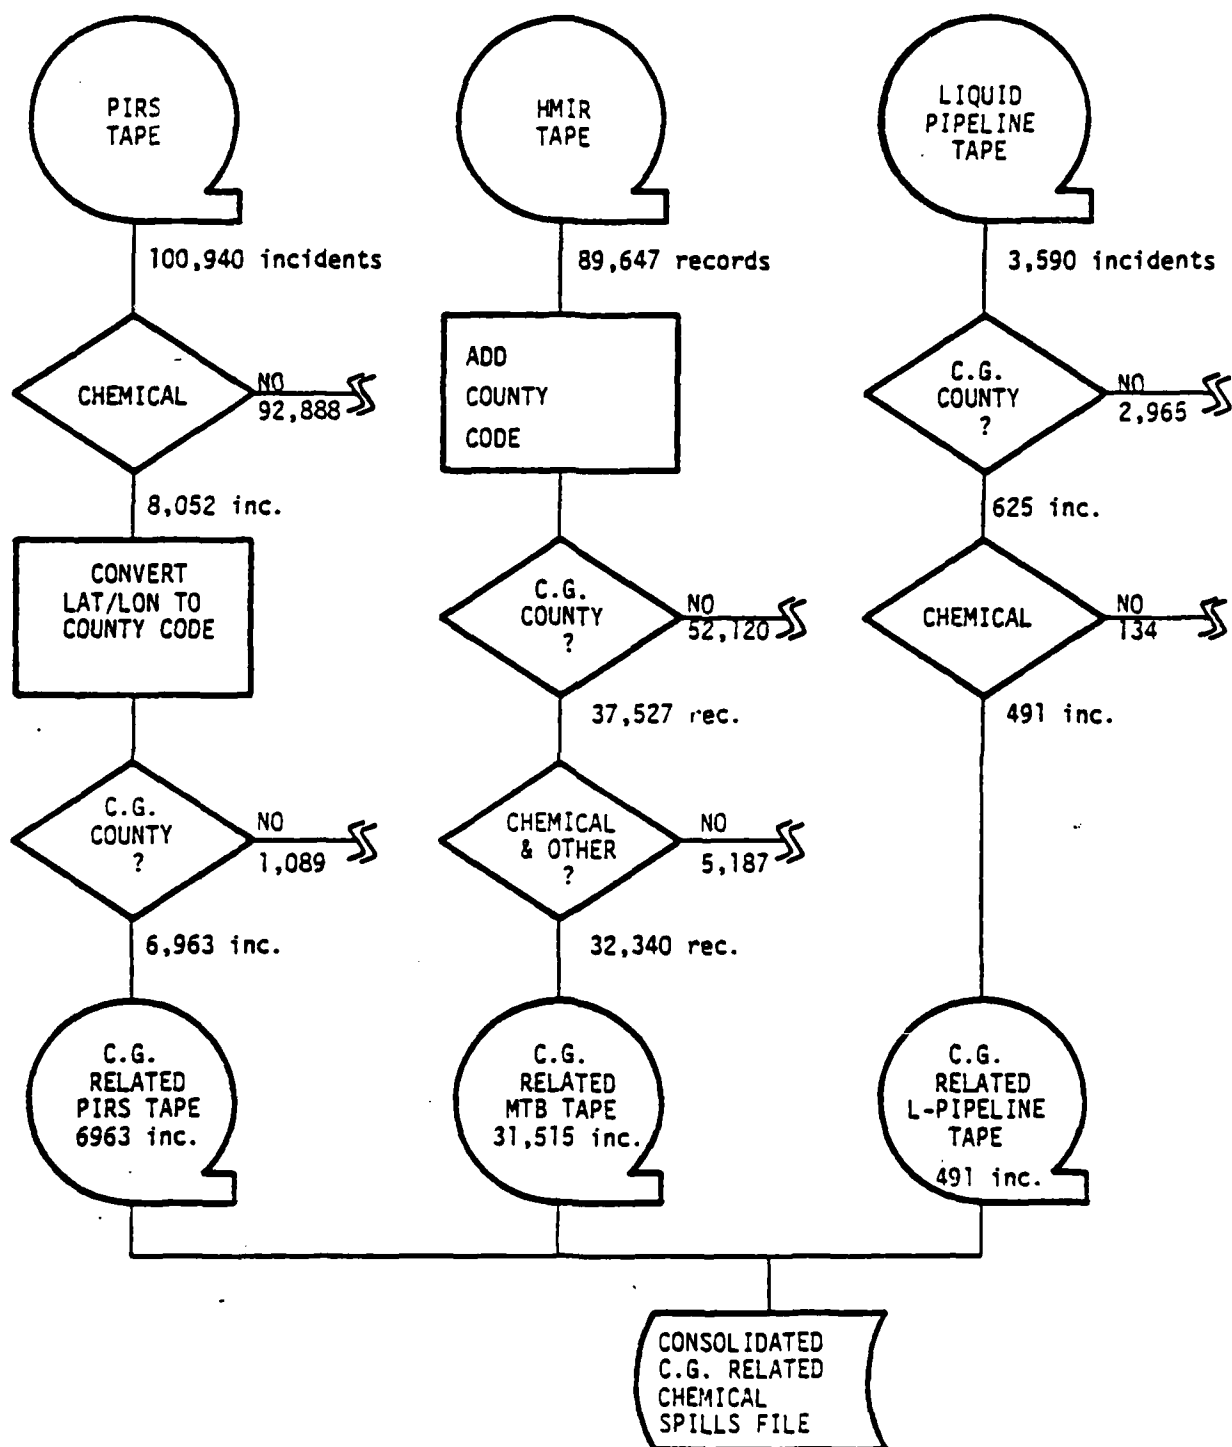 PIRS
TAPE
100,940 incidents
CHEMICAL
NO
92,888
8,052 inc.
CONVERT
LAT/LON TO
COUNTY CODE
C.G.
COUNTY
?
NO
1,089
6,963 inc.
C.G.
RELATED
PIRS TAPE
6963 inc.
HMIR
TAPE
89,647 records
ADD
COUNTY
CODE
C.G.
COUNTY
?
NO
52,120
37,527 rec.
CHEMICAL
& OTHER
?
NO
5,187
32,340 rec.
C.G.
RELATED
MTB TAPE
31,515 inc.
LIQUID
PIPELINE
TAPE
3,590 incidents
C.G.
COUNTY
?
NO
2,965
625 inc.
CHEMICAL
NO
134
491 inc.
C.G.
RELATED
L-PIPELINE
TAPE
491 inc.
CONSOLIDATED
C.G. RELATED
CHEMICAL
SPILLS FILE